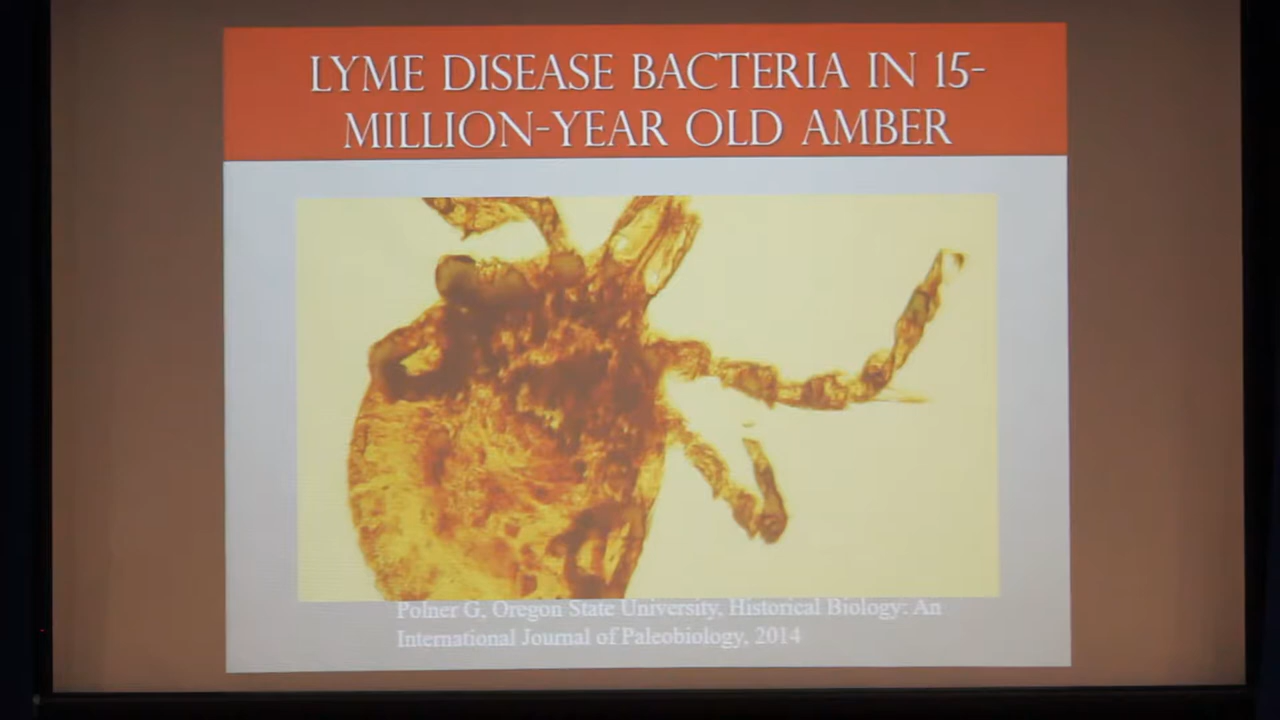 LYME DISEASE BACTERIA IN 15-
MILLION-YEAR OLD AMBER
Polner G, Oregon State University, Historical Biology: An
International Journal of Paleobiology, 2014